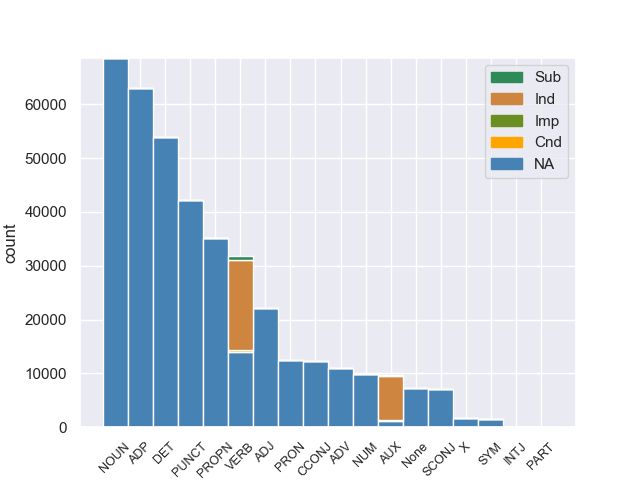 Sub
Ind
Imp
Cnd
NA
60000
50000
40000
30000
20000
10000
0
count
NOUN
ADP
DET
PUNCT
PROPN
VERB
ADJ
PRON
CCONJ
ADV
NUM
AUX
None
SCONJ
X
SYM
INTJ
PART